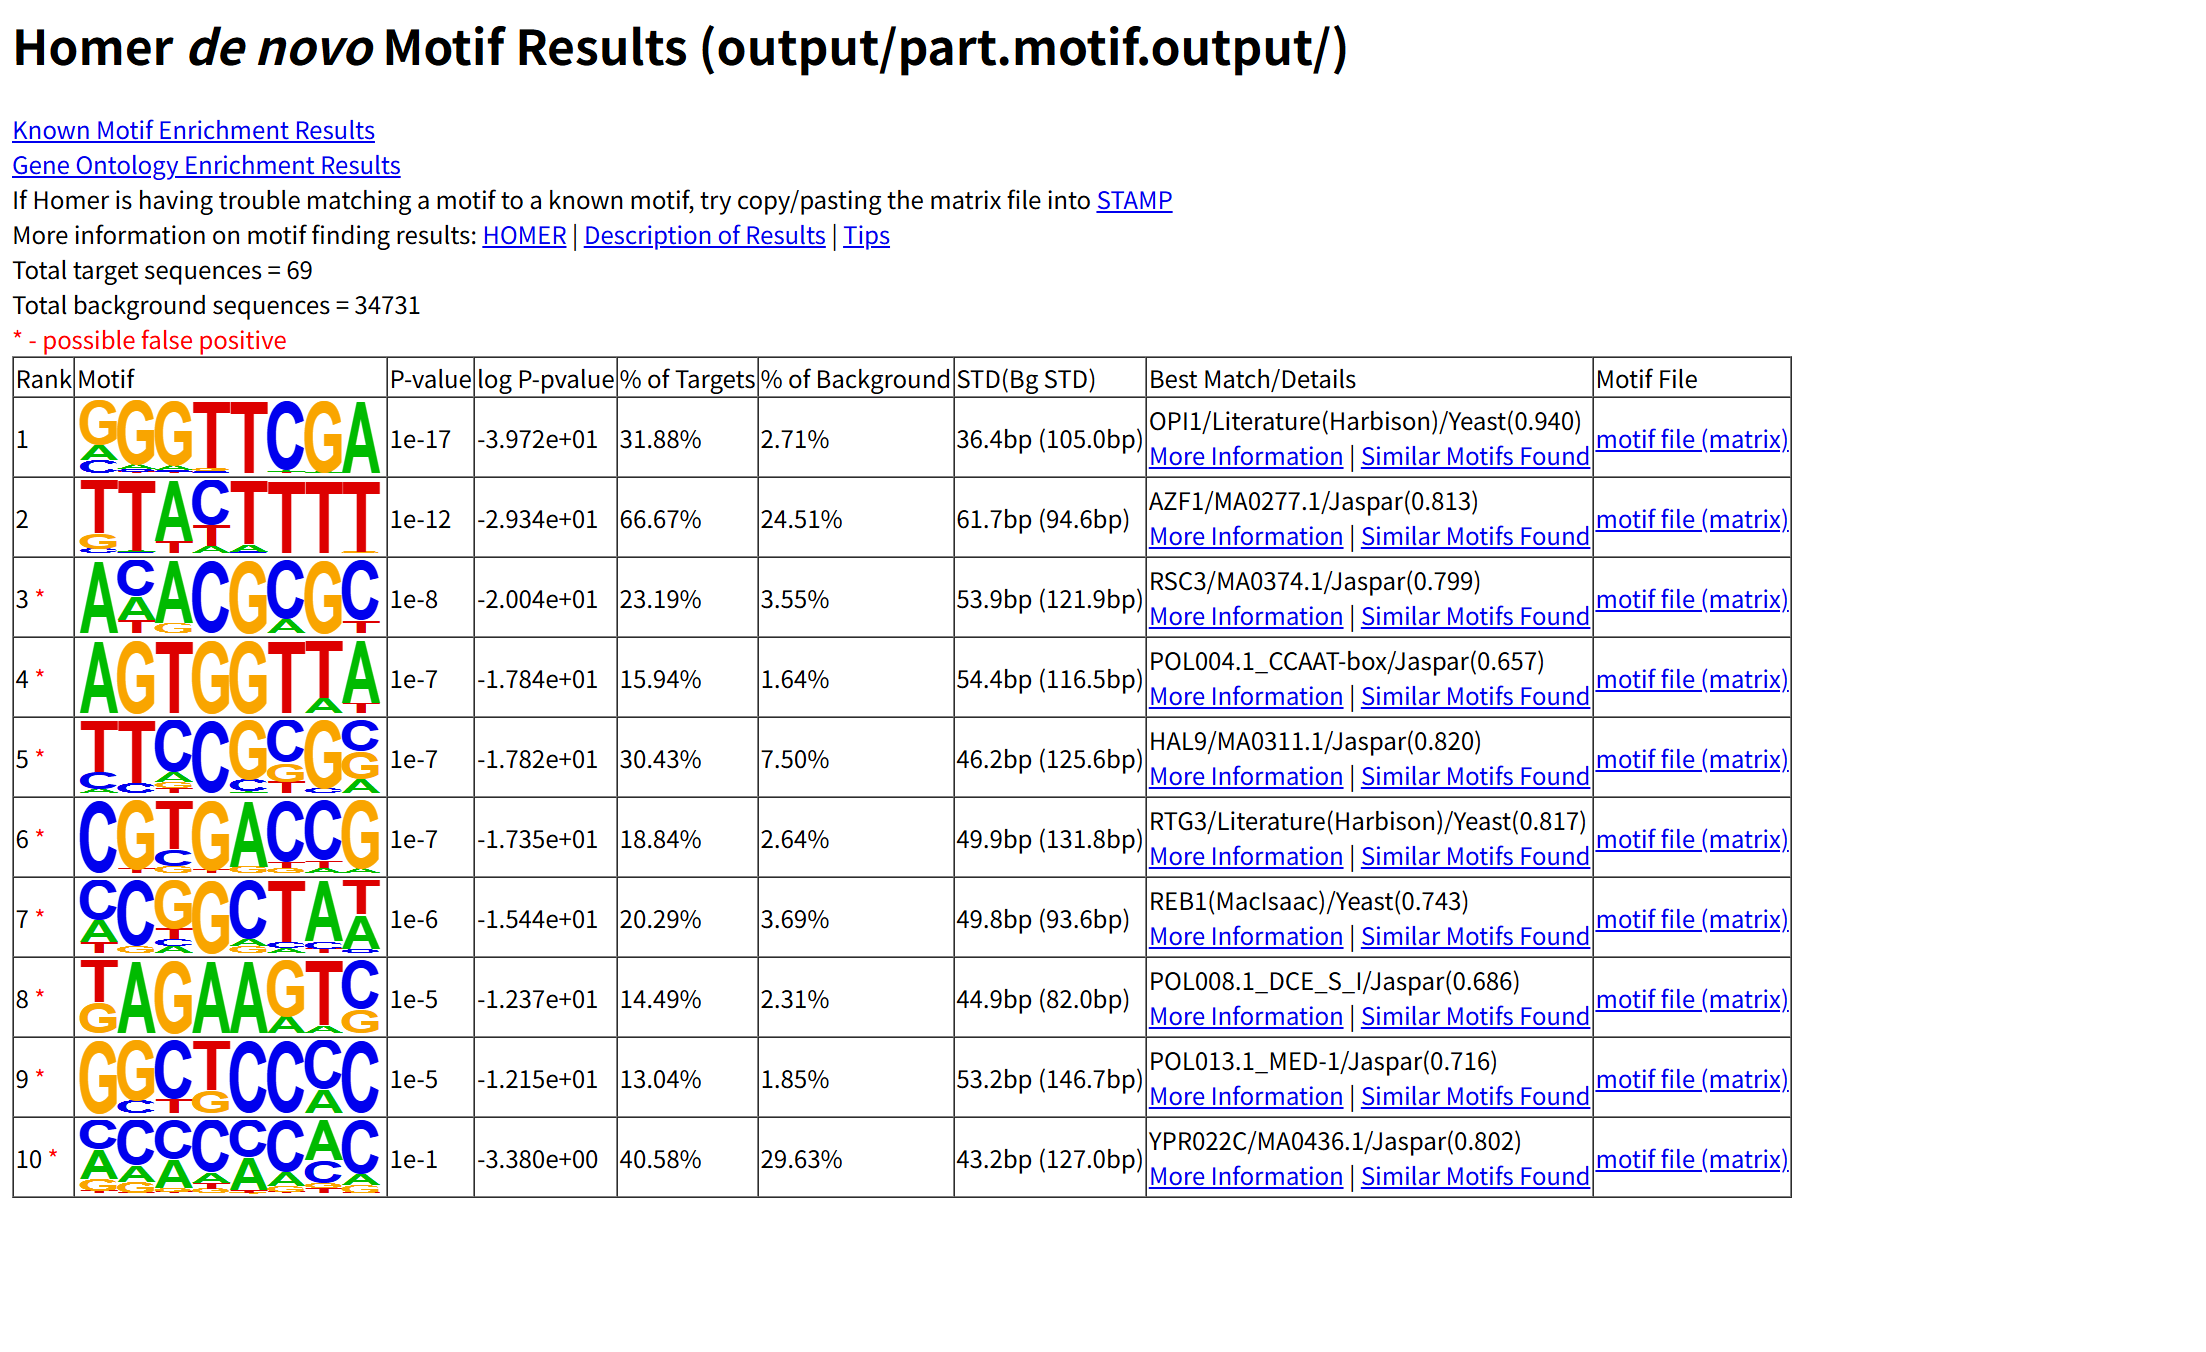 Homer de novo Motif Results (output/part.motif.output/)
Known Motif Enrichment Results
Gene Ontology Enrichment Results
If Homer is having trouble matching a motif to a known motif, try copy/pasting the matrix file into STAMP
More information on motif finding results: HOMER | Description of Results | Tips
Total target sequences = 69
Total background sequences = 34731
* - possible false positive
Rank Motif P-value log P-pvalue % of Targets % of Background STD(Bg STD) Best Match/Details Motif File
1 GGGTTCGA 1e-17 -3.972e+01 31.88% 2.71% 36.4bp (105.0bp) OPI1/Literature(Harbison)/Yeast(0.940) motif file (matrix)
More Information | Similar Motifs Found
2 TTACTTTT 1e-12 -2.934e+01 66.67% 24.51% 61.7bp (94.6bp) AZF1/MA0277.1/Jaspar(0.813) motif file (matrix)
More Information | Similar Motifs Found
3 * ACACGCGC 1e-8 -2.004e+01 23.19% 3.55% 53.9bp (121.9bp) RSC3/MA0374.1/Jaspar(0.799) motif file (matrix)
More Information | Similar Motifs Found
4 * AGTGGTTA 1e-7 -1.784e+01 15.94% 1.64% 54.4bp (116.5bp) POL004.1_CCAAT-box/Jaspar(0.657) motif file (matrix)
More Information | Similar Motifs Found
5 * TTCCGCGC 1e-7 -1.782e+01 30.43% 7.50% 46.2bp (125.6bp) HAL9/MA0311.1/Jaspar(0.820) motif file (matrix)
More Information | Similar Motifs Found
6 * CGTGACCG 1e-7 -1.735e+01 18.84% 2.64% 49.9bp (131.8bp) RTG3/Literature(Harbison)/Yeast(0.817) motif file (matrix)
More Information | Similar Motifs Found
7 * CCGGCTAT 1e-6 -1.544e+01 20.29% 3.69% 49.8bp (93.6bp) REB1(MacIsaac)/Yeast(0.743) motif file (matrix)
More Information | Similar Motifs Found
8 * TAGAAGTC 1e-5 -1.237e+01 14.49% 2.31% 44.9bp (82.0bp) POL008.1_DCE_S_I/Jaspar(0.686) motif file (matrix)
More Information | Similar Motifs Found
9 * GGCTCCCC 1e-5 -1.215e+01 13.04% 1.85% 53.2bp (146.7bp) POL013.1_MED-1/Jaspar(0.716) motif file (matrix)
More Information | Similar Motifs Found
10 * CCCCCCAC 1e-1 -3.380e+00 40.58% 29.63% 43.2bp (127.0bp) YPR022C/MA0436.1/Jaspar(0.802) motif file (matrix)
More Information | Similar Motifs Found